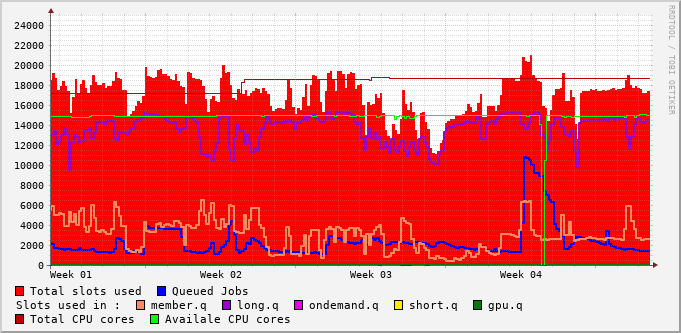 RRDTOOL / TOBI OETIKER
24000
22000
20000
18000
16000
14000
12000
10000
8000
6000
4000
2000
0
Week 01 Week 02 Week 03 Week 04
Total slots used Queued Jobs
Slots used in : member.q long.q ondemand.q short.q gpu.q
Total CPU cores Availale CPU cores